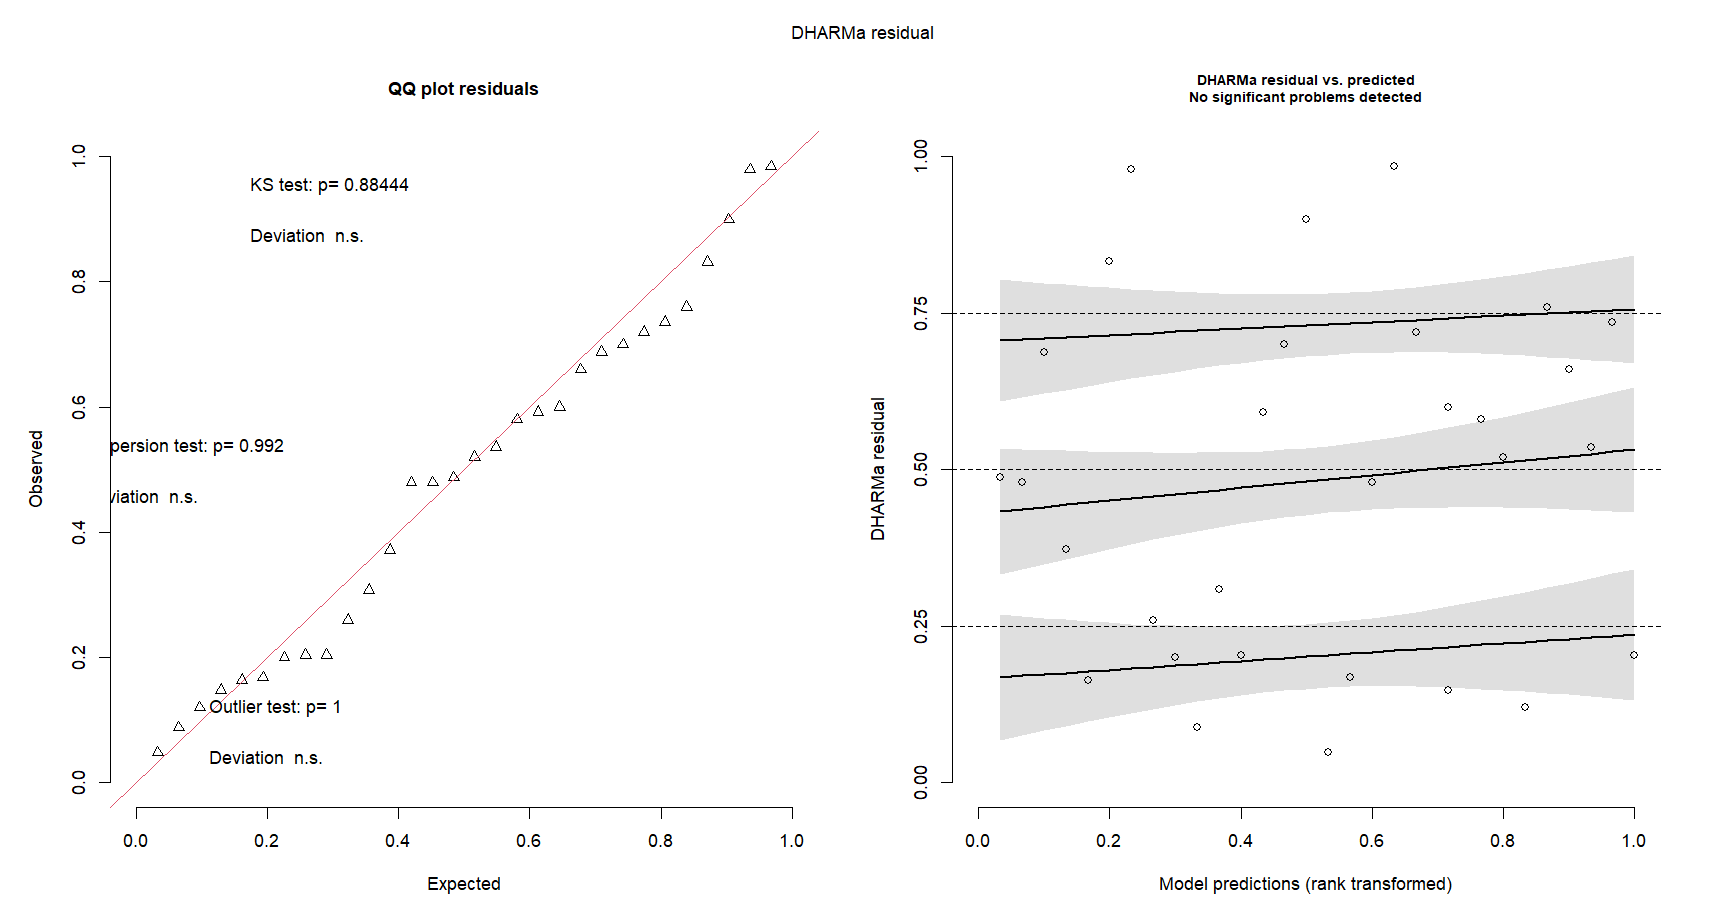 DHARMa residual
QQ plot residuals
KS test: p= 0.88444
Deviation  n.s.
persion test: p= 0.992
viation  n.s.
Outlier test: p= 1
Deviation  n.s.
Observed
0.0 0.2 0.4 0.6 0.8 1.0
0.0 0.2 0.4 0.6 0.8 1.0
Expected
DHARMa residual vs. predicted
No significant problems detected
DHARMa residual
0.00 0.25 0.50 0.75 1.00
0.0 0.2 0.4 0.6 0.8 1.0
Model predictions (rank transformed)